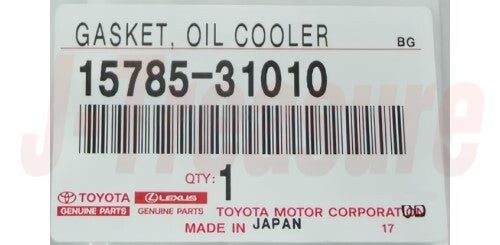 GASKET, OIL COOLER BG
15785-31010
J-Treasure
QTY: 1
TOYOTA LEXUS
GENUINE PARTS GENUINE PARTS TOYOTA MOTOR CORPORATION
MADE IN JAPAN 17